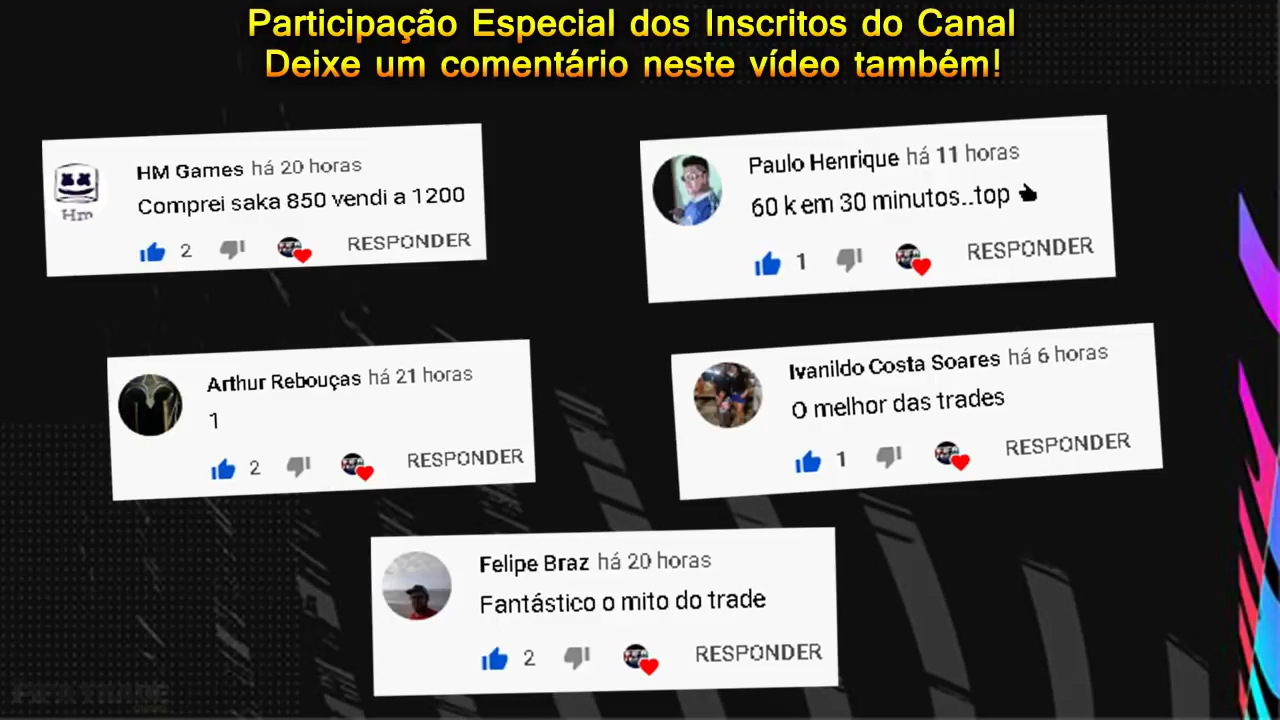 Participação Especial dos Inscritos do Canal
Deixe um comentário neste vídeo também!
HM Games há 20 horas
Comprei saka 850 vendi a 1200
Hm
2 RESPONDER
Paulo Henrique há 11 horas
60 k em 30 minutos..top
1 RESPONDER
Arthur Rebouças há 21 horas
1
2 RESPONDER
Ivanildo Costa Soares há 6 horas
O melhor das trades
1 RESPONDER
Felipe Braz há 20 horas
Fantástico o mito do trade
2 RESPONDER